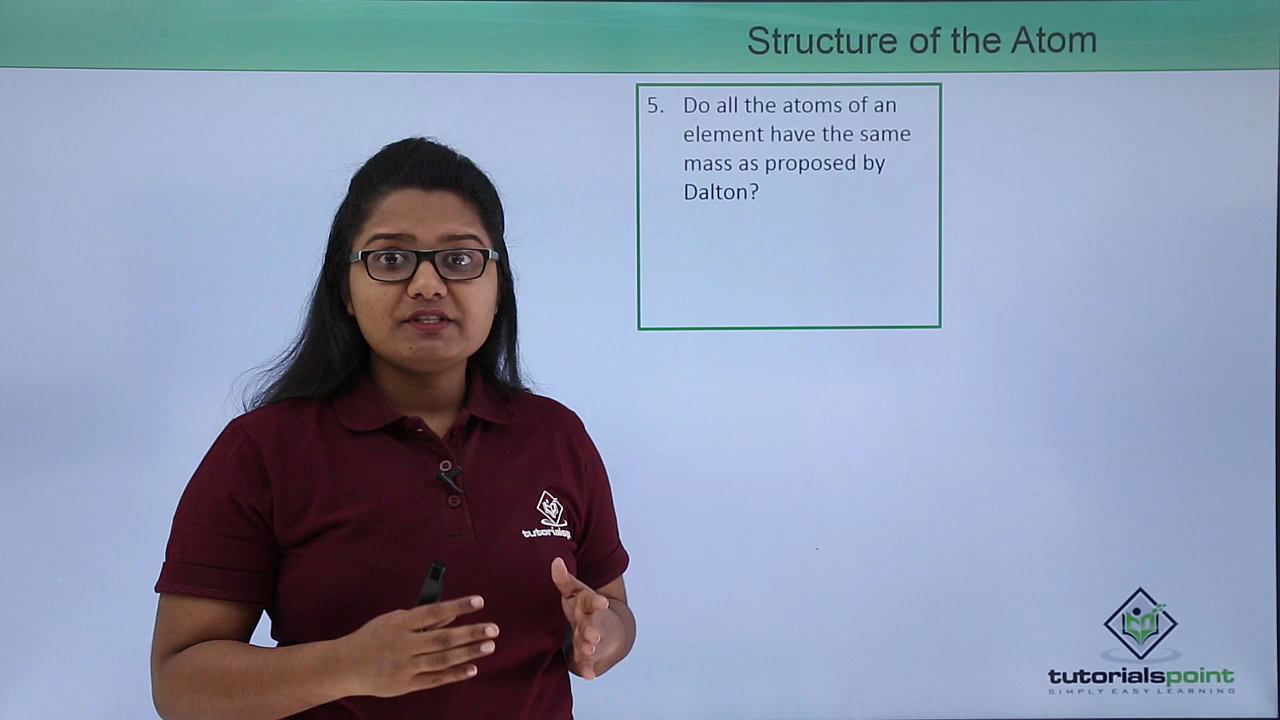 Structure of the Atom
5. Do all the atoms of an
element have the same
mass as proposed by
Dalton?
tutorialspoint
SIMPLY EASY LEARNING